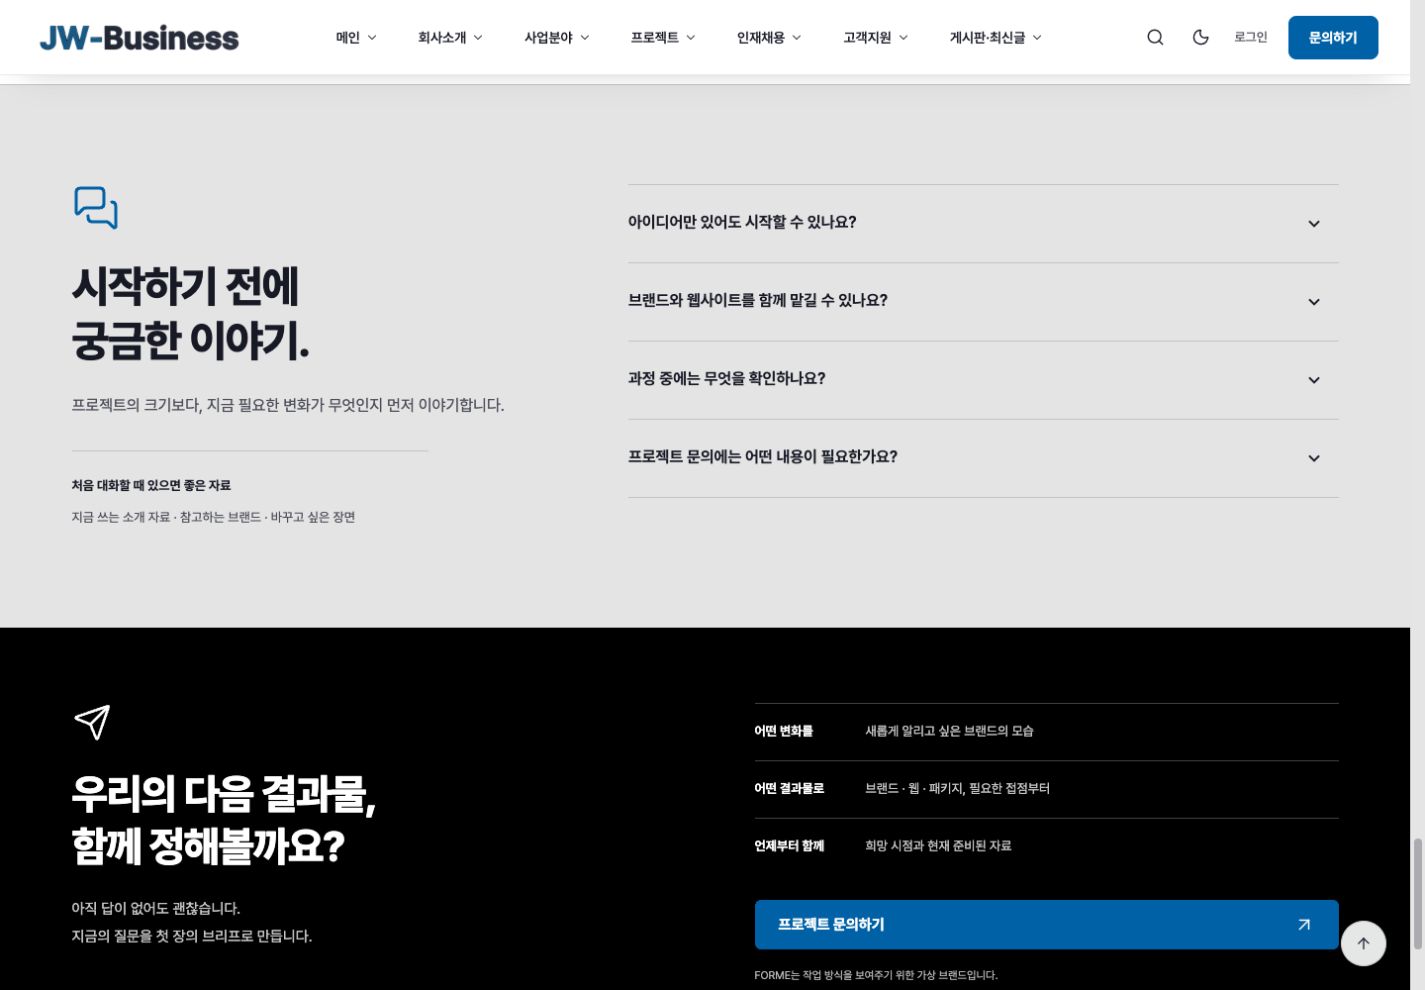 JW-Business
메인
회사소개
사업분야
프로젝트
인재채용
고객지원
게시판·최신글
로그인
문의하기
시작하기 전에
궁금한 이야기.
프로젝트의 크기보다, 지금 필요한 변화가 무엇인지 먼저 이야기합니다.
처음 대화할 때 있으면 좋은 자료
지금 쓰는 소개 자료 · 참고하는 브랜드 · 바꾸고 싶은 장면
아이디어만 있어도 시작할 수 있나요?
브랜드와 웹사이트를 함께 맡길 수 있나요?
과정 중에는 무엇을 확인하나요?
프로젝트 문의에는 어떤 내용이 필요한가요?
우리의 다음 결과물,
함께 정해볼까요?
아직 답이 없어도 괜찮습니다.
지금의 질문을 첫 장의 브리프로 만듭니다.
어떤 변화를 새롭게 알리고 싶은 브랜드의 모습
어떤 결과물로 브랜드 · 웹 · 패키지, 필요한 접점부터
언제부터 함께 희망 시점과 현재 준비된 자료
프로젝트 문의하기
FORME는 작업 방식을 보여주기 위한 가상 브랜드입니다.